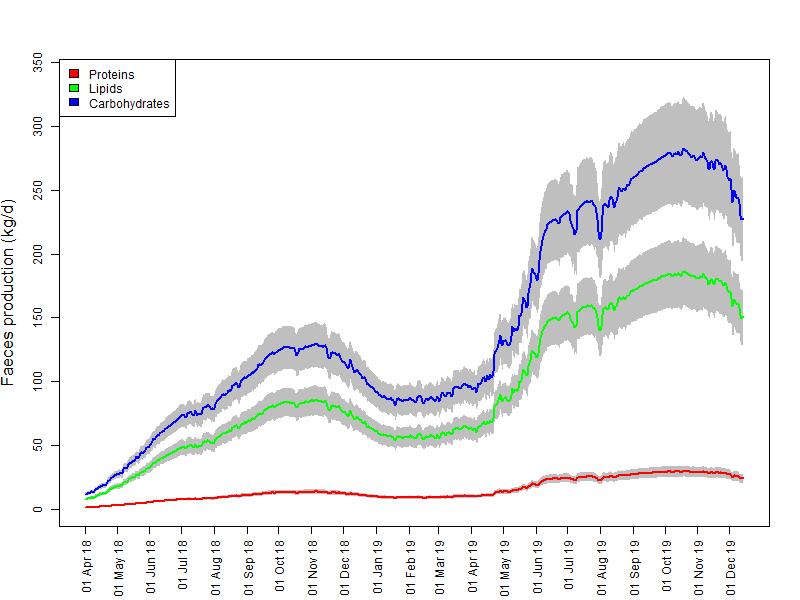 Faeces production (kg/d)
350
300
250
200
150
100
50
0
Proteins
Lipids
Carbohydrates
01 Apr 18
01 May 18
01 Jun 18
01 Jul 18
01 Aug 18
01 Sep 18
01 Oct 18
01 Nov 18
01 Dec 18
01 Jan 19
01 Feb 19
01 Mar 19
01 Apr 19
01 May 19
01 Jun 19
01 Jul 19
01 Aug 19
01 Sep 19
01 Oct 19
01 Nov 19
01 Dec 19